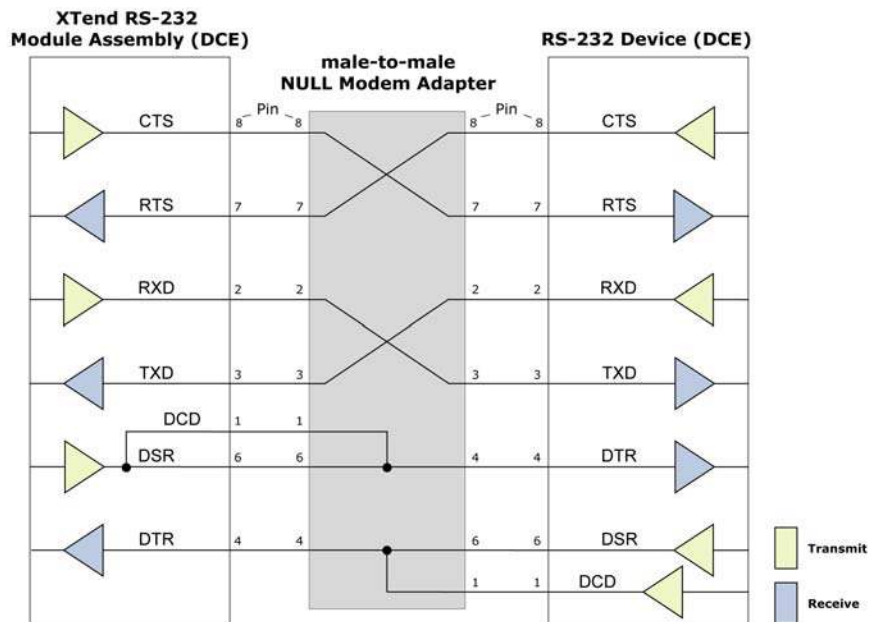 XTend RS-232
Module Assembly (DCE)
male-to-male
NULL Modem Adapter
RS-232 Device (DCE)
CTS 8 Pin 8 8 Pin 8 CTS
RTS 7 7 7 7 RTS
RXD 2 2 2 2 RXD
TXD 3 3 3 3 TXD
DCD 1 1
DSR 6 6 4 4 DTR
DTR 4 4 6 6 DSR
1 1 DCD
Transmit
Receive